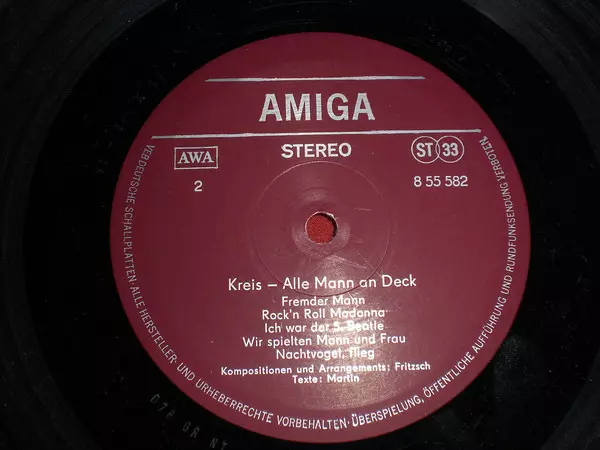 AMIGA
AWA
STEREO
ST 33
2
8 55 582
Kreis – Alle Mann an Deck
Fremder Mann
Rock'n Roll Madonna
Ich war der 5. Beatle
Wir spielten Mann und Frau
Nachtvogel, flieg
Kompositionen und Arrangements: Fritzsch
Texte: Martin
VEB DEUTSCHE SCHALLPLATTEN · ALLE HERSTELLER- UND URHEBERRECHTE VORBEHALTEN · ÜBERSPIELUNG, ÖFFENTLICHE AUFFÜHRUNG UND RUNDFUNKSENDUNG VERBOTEN.